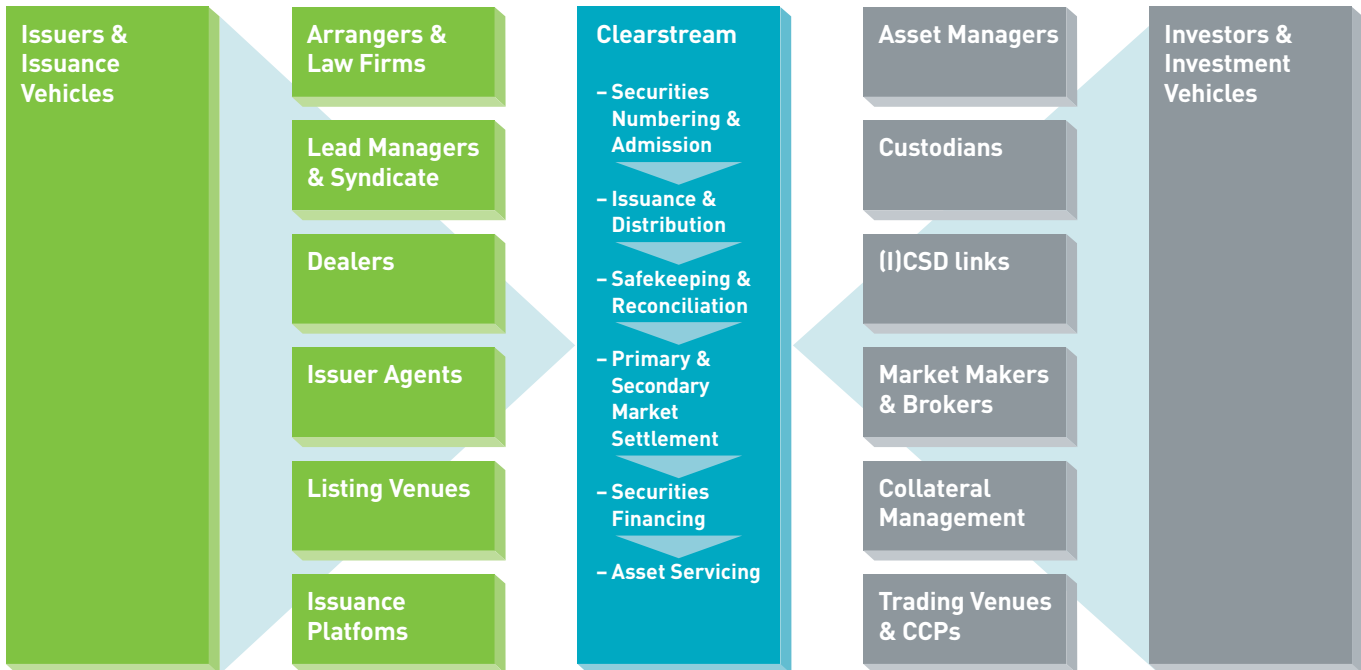 Issuers &
Issuance
Vehicles
Arrangers &
Law Firms
Lead Managers
& Syndicate
Dealers
Issuer Agents
Listing Venues
Issuance
Platfoms
Clearstream
– Securities
Numbering &
Admission
– Issuance &
Distribution
– Safekeeping &
Reconciliation
– Primary &
Secondary
Market
Settlement
– Securities
Financing
– Asset Servicing
Asset Managers
Custodians
(I)CSD links
Market Makers
& Brokers
Collateral
Management
Trading Venues
& CCPs
Investors &
Investment
Vehicles